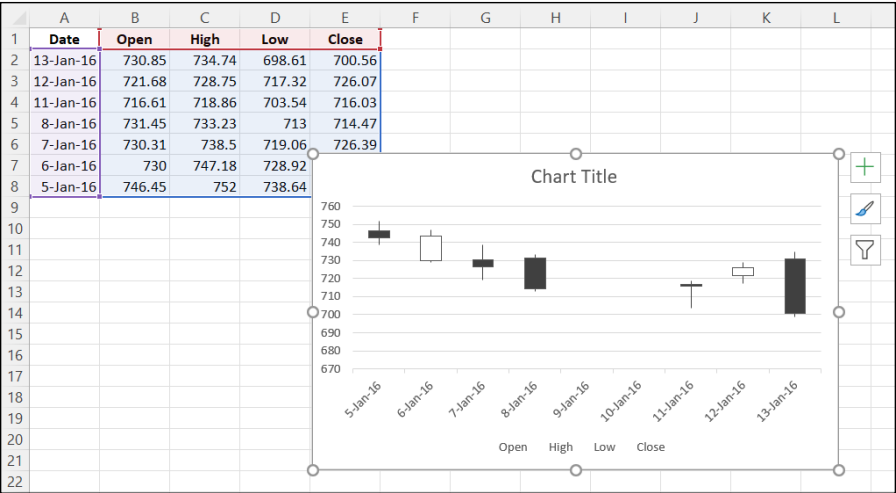 A B C D E F G H I J K L
1 Date Open High Low Close
2 13-Jan-16 730.85 734.74 698.61 700.56
3 12-Jan-16 721.68 728.75 717.32 726.07
4 11-Jan-16 716.61 718.86 703.54 716.03
5 8-Jan-16 731.45 733.23 713 714.47
6 7-Jan-16 730.31 738.5 719.06 726.39
7 6-Jan-16 730 747.18 728.92
8 5-Jan-16 746.45 752 738.64
9
10
11
12
13
14
15
16
17
18
19
20
21
22
Chart Title
760
750
740
730
720
710
700
690
680
670
5-Jan-16 6-Jan-16 7-Jan-16 8-Jan-16 9-Jan-16 10-Jan-16 11-Jan-16 12-Jan-16 13-Jan-16
Open High Low Close